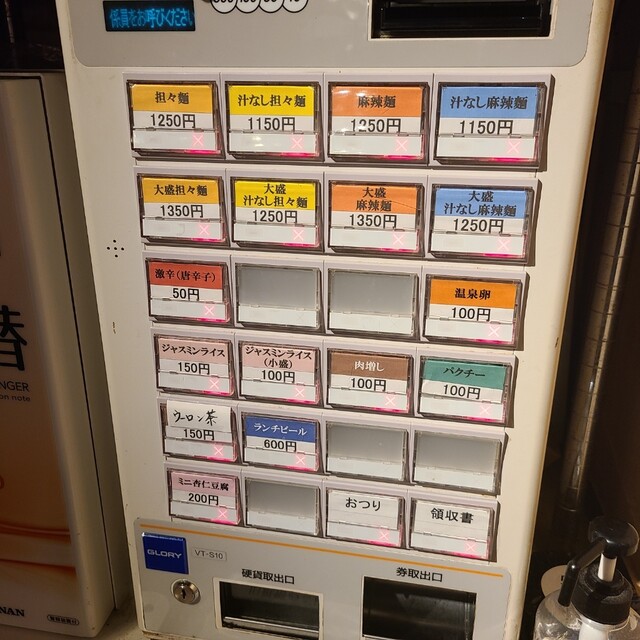 係員をお呼びください
担々麺
1250円
汁なし担々麺
1150円
麻辣麺
1250円
汁なし麻辣麺
1150円
大盛担々麺
1350円
大盛
汁なし担々麺
1250円
大盛
麻辣麺
1350円
大盛
汁なし麻辣麺
1250円
激辛(唐辛子)
50円
温泉卵
100円
ジャスミンライス
150円
ジャスミンライス
(小盛)
100円
肉増し
100円
パクチー
100円
ウーロン茶
150円
ランチビール
600円
ミニ杏仁豆腐
200円
おつり
領収書
GLORY
VT-S10
硬貨取出口
券取出口
替
NGER
on note
NAN